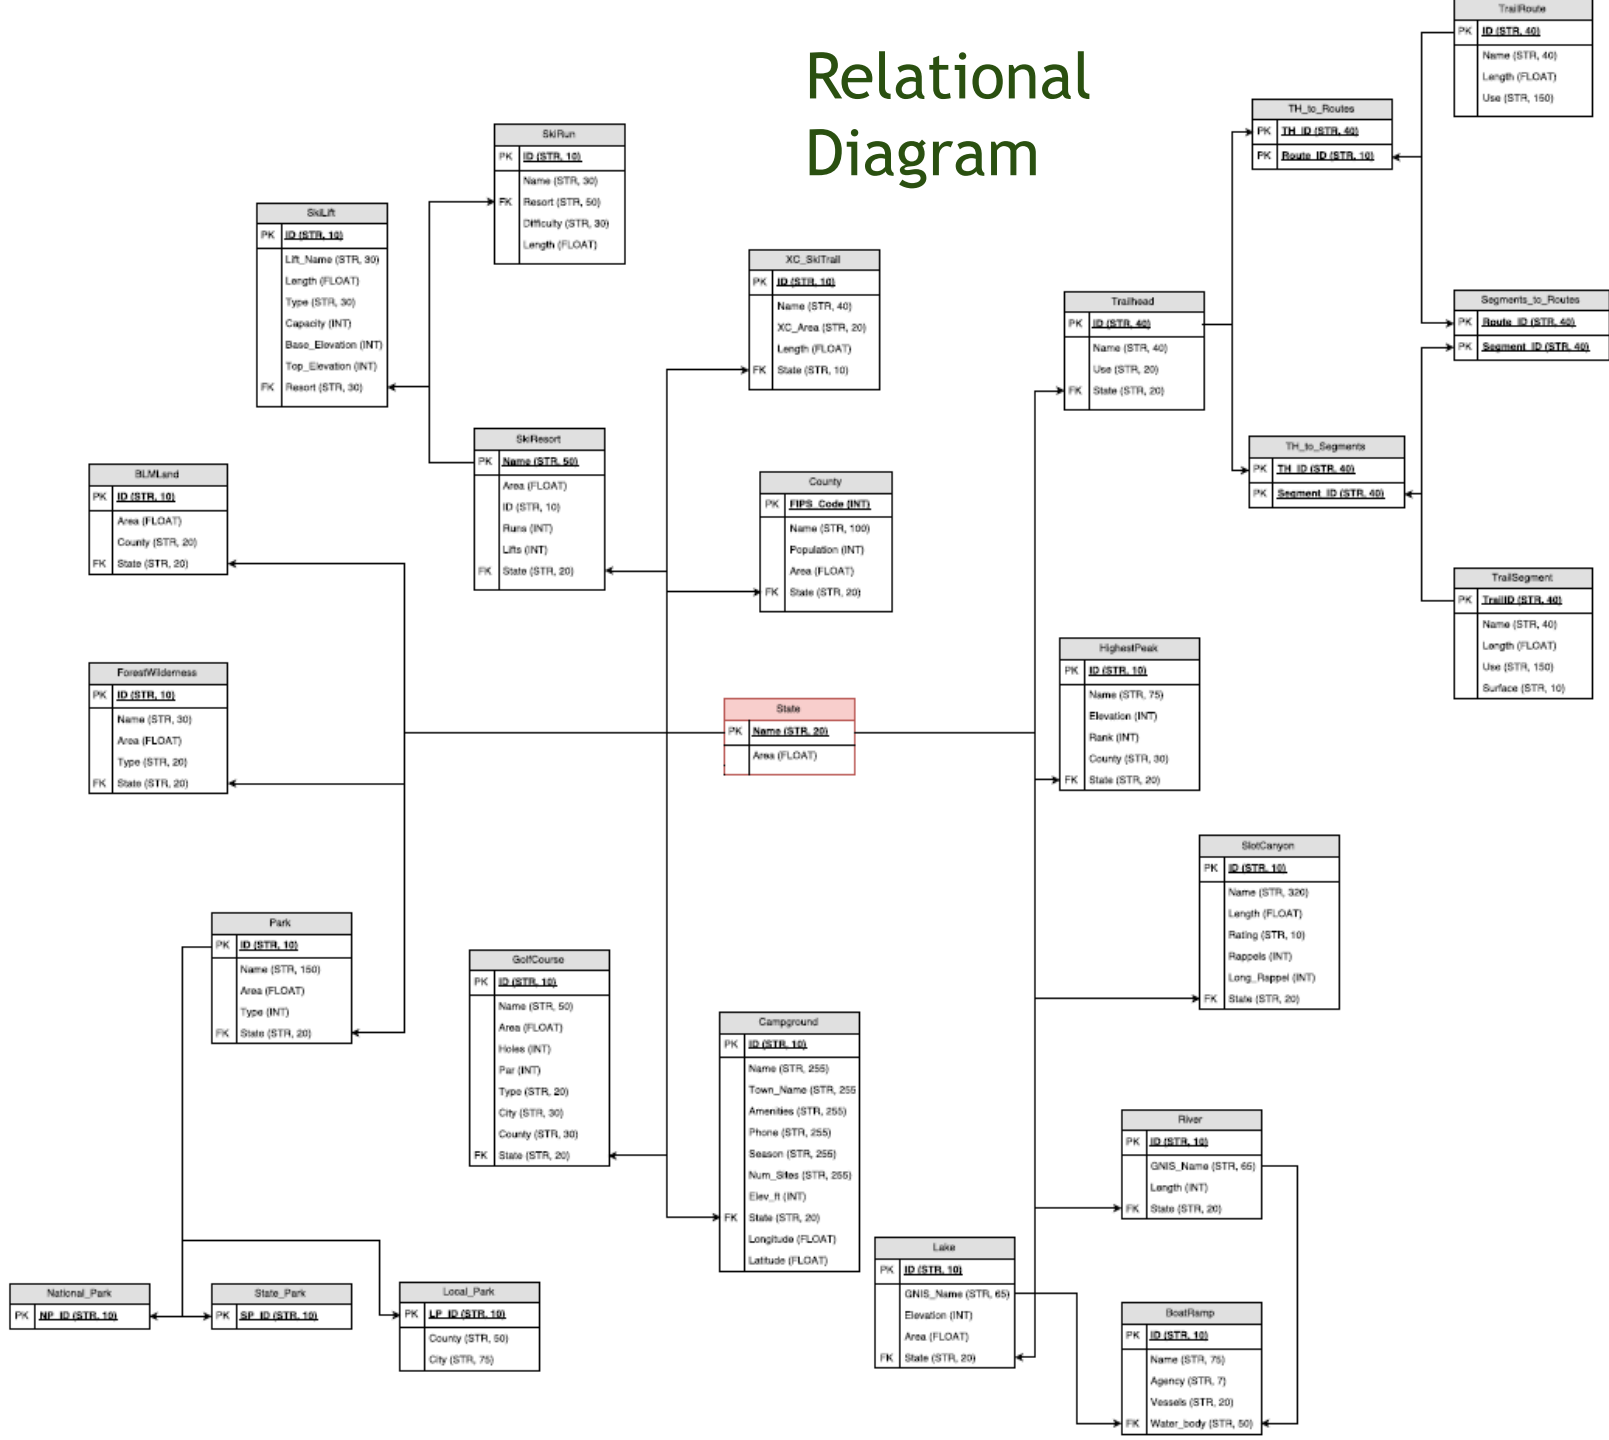 Relational
Diagram
TrailRoute
PK ID (STR, 40)
Name (STR, 40)
Length (FLOAT)
Use (STR, 150)
TH_to_Routes
PK TH_ID (STR, 40)
PK Route_ID (STR, 10)
SkiRun
PK ID (STR, 10)
Name (STR, 30)
FK Resort (STR, 50)
Difficulty (STR, 30)
Length (FLOAT)
SkiLift
PK ID (STR, 10)
Lift_Name (STR, 30)
Length (FLOAT)
Type (STR, 30)
Capacity (INT)
Base_Elevation (INT)
Top_Elevation (INT)
FK Resort (STR, 30)
XC_SkiTrail
PK ID (STR, 10)
Name (STR, 40)
XC_Area (STR, 20)
Length (FLOAT)
FK State (STR, 10)
Trailhead
PK ID (STR, 40)
Name (STR, 40)
Use (STR, 20)
FK State (STR, 20)
Segments_to_Routes
PK Route_ID (STR, 40)
PK Segment_ID (STR, 40)
SkiResort
PK Name (STR, 50)
Area (FLOAT)
ID (STR, 10)
Runs (INT)
Lifts (INT)
FK State (STR, 20)
TH_to_Segments
PK TH_ID (STR, 40)
PK Segment_ID (STR, 40)
BLMLand
PK ID (STR, 10)
Area (FLOAT)
County (STR, 20)
FK State (STR, 20)
County
PK FIPS_Code (INT)
Name (STR, 100)
Population (INT)
Area (FLOAT)
FK State (STR, 20)
TrailSegment
PK TrailID (STR, 40)
Name (STR, 40)
Length (FLOAT)
Use (STR, 150)
Surface (STR, 10)
HighestPeak
PK ID (STR, 10)
Name (STR, 75)
Elevation (INT)
Rank (INT)
County (STR, 30)
FK State (STR, 20)
ForestWilderness
PK ID (STR, 10)
Name (STR, 30)
Area (FLOAT)
Type (STR, 20)
FK State (STR, 20)
State
PK Name (STR, 20)
Area (FLOAT)
SlotCanyon
PK ID (STR, 10)
Name (STR, 320)
Length (FLOAT)
Rating (STR, 10)
Rappels (INT)
Long_Rappel (INT)
FK State (STR, 20)
Park
PK ID (STR, 10)
Name (STR, 150)
Area (FLOAT)
Type (INT)
FK State (STR, 20)
GolfCourse
PK ID (STR, 10)
Name (STR, 50)
Area (FLOAT)
Holes (INT)
Par (INT)
Type (STR, 20)
City (STR, 30)
County (STR, 30)
FK State (STR, 20)
Campground
PK ID (STR, 10)
Name (STR, 255)
Town_Name (STR, 255
Amenities (STR, 255)
Phone (STR, 255)
Season (STR, 255)
Num_Sites (STR, 255)
Elev_ft (INT)
FK State (STR, 20)
Longitude (FLOAT)
Latitude (FLOAT)
River
PK ID (STR, 10)
GNIS_Name (STR, 65)
Length (INT)
FK State (STR, 20)
Lake
PK ID (STR, 10)
GNIS_Name (STR, 65)
Elevation (INT)
Area (FLOAT)
FK State (STR, 20)
National_Park
PK NP_ID (STR, 10)
State_Park
PK SP_ID (STR, 10)
Local_Park
PK LP_ID (STR, 10)
County (STR, 50)
City (STR, 75)
BoatRamp
PK ID (STR, 10)
Name (STR, 75)
Agency (STR, 7)
Vessels (STR, 20)
FK Water_body (STR, 50)